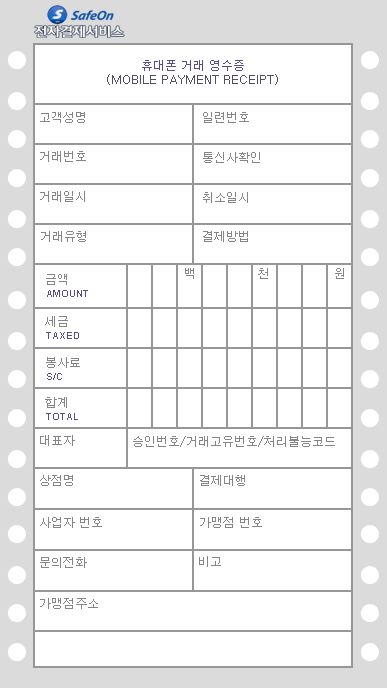 SafeOn
전자결제서비스
휴대폰 거래 영수증
(MOBILE PAYMENT RECEIPT)
고객성명 일련번호
거래번호 통신사확인
거래일시 취소일시
거래유형 결제방법
금액 백 천 원
AMOUNT
세금
TAXED
봉사료
S/C
합계
TOTAL
대표자 승인번호/거래고유번호/처리불능코드
상점명 결제대행
사업자 번호 가맹점 번호
문의전화 비고
가맹점주소